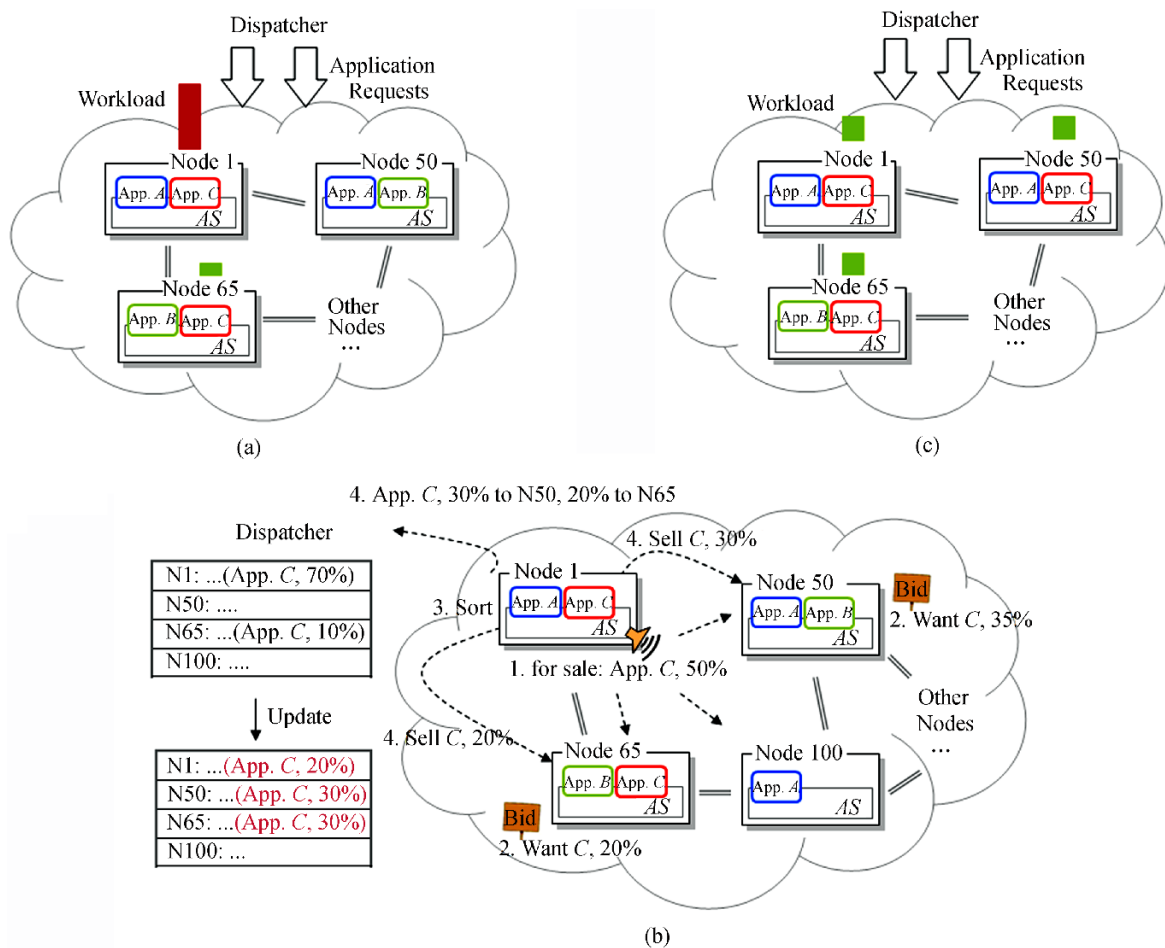 Dispatcher
Application
Requests
Workload
Node 1
App. A
App. C
AS
Node 50
App. A
App. B
AS
Node 65
App. B
App. C
AS
Other
Nodes
...
(a)
Dispatcher
Application
Requests
Workload
Node 1
App. A
App. C
AS
Node 50
App. A
App. C
AS
Node 65
App. B
App. C
AS
Other
Nodes
...
(c)
4. App. C, 30% to N50, 20% to N65
Dispatcher
N1: ...(App. C, 70%)
N50: ....
N65: ...(App. C, 10%)
N100: ....
Update
N1: ...(App. C, 20%)
N50: ...(App. C, 30%)
N65: ...(App. C, 30%)
N100: ...
4. Sell C, 30%
Node 1
App. A
App. C
AS
3. Sort
1. for sale: App. C, 50%
Node 50
App. A
App. B
AS
Bid
2. Want C, 35%
Other
Nodes
...
4. Sell C, 20%
Node 65
App. B
App. C
AS
Bid
2. Want C, 20%
Node 100
App. A
AS
(b)